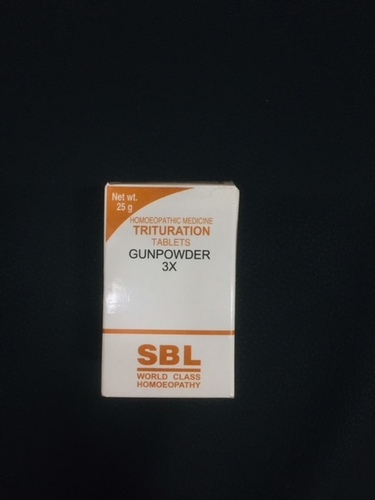 Net wt.
25 g
HOMOEOPATHIC MEDICINE
TRITURATION
TABLETS
GUNPOWDER
3X
SBL
WORLD CLASS
HOMOEOPATHY